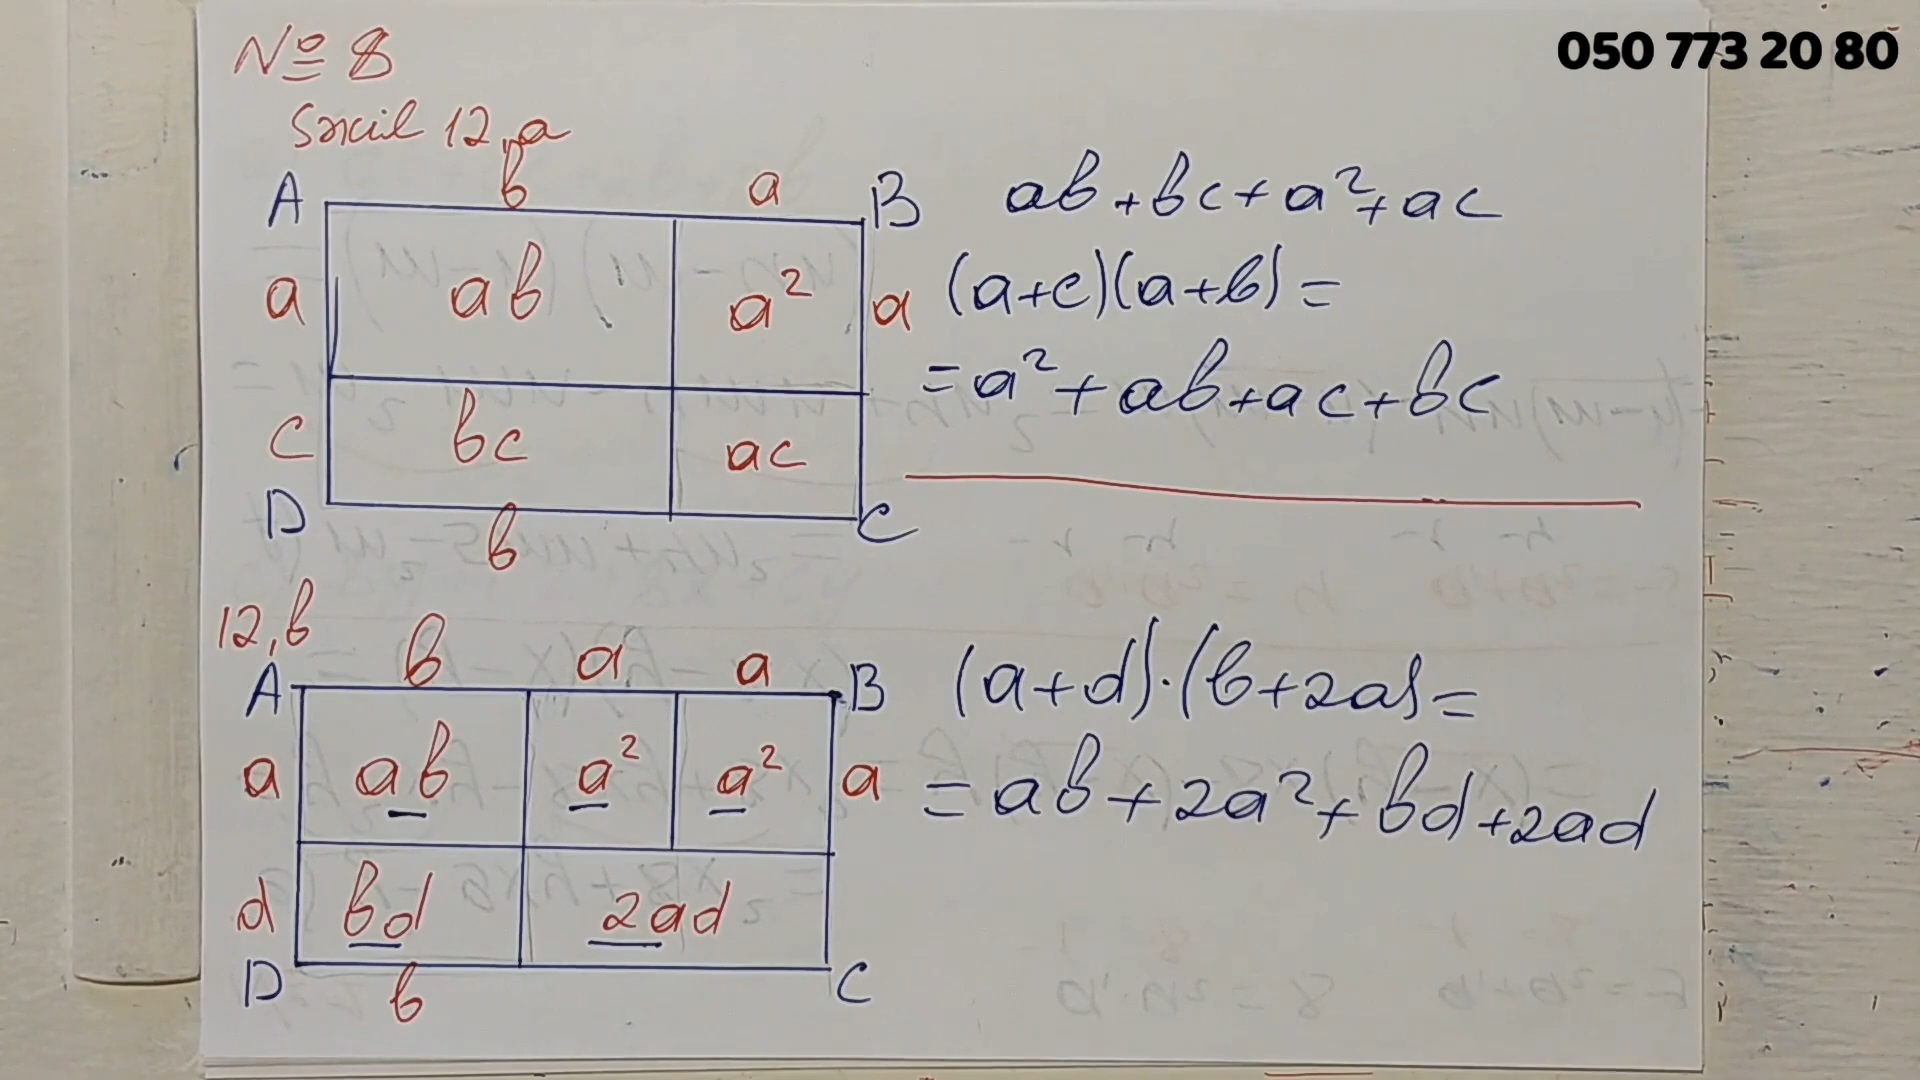 050 773 20 80
№ 8
Şəkil 12, a
b a
A B
ab + bc + a² + ac
a ab a² a
(a+c)(a+b) =
= a² + ab + ac + bc
c bc ac
D C
b
12, b
b a a
A B
(a+d)·(b+2a) =
a ab a² a² a
= ab + 2a² + bd + 2ad
d bd 2ad
D C
b